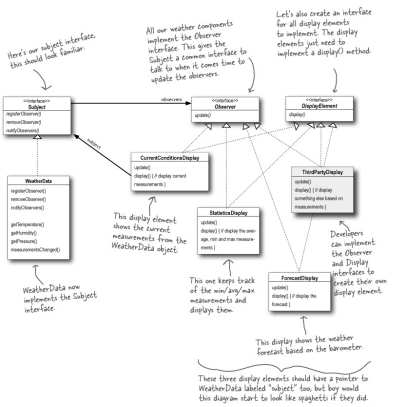 Here's our subject interface,
this should look familiar.
All our weather components
implement the Observer
interface. This gives the
Subject a common interface to
talk to when it comes time to
update the observers.
Let's also create an interface
for all display elements
to implement. The display
elements just need to
implement a display() method.
<<interface>>
Subject
registerObserver()
removeObserver()
notifyObservers()
observers
<<interface>>
Observer
update()
<<interface>>
DisplayElement
display()
subject
WeatherData
registerObserver()
removeObserver()
notifyObservers()
getTemperature()
getHumidity()
getPressure()
measurementsChanged()
CurrentConditionsDisplay
update()
display() { // display current
measurements }
ThirdPartyDisplay
update()
display() { // display
something else based on
measurements }
StatisticsDisplay
update()
display() { // display the aver-
age, min and max measure-
ments }
This display element
shows the current
measurements from the
WeatherData object.
Developers
can implement
the Observer
and Display
interfaces to
create their own
display element.
This one keeps track
of the min/avg/max
measurements and
displays them.
ForecastDisplay
update()
display() { // display the
forecast }
WeatherData now
implements the Subject
interface.
This display shows the weather
forecast based on the barometer.
These three display elements should have a pointer to
WeatherData labeled "subject" too, but boy would
this diagram start to look like spaghetti if they did.